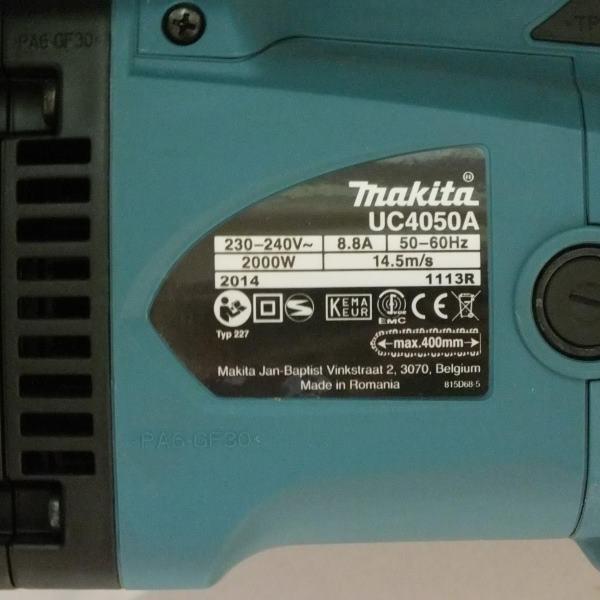 PA6-GF30
TP
makita®
UC4050A
230-240V~ 8.8A 50-60Hz
2000W 14.5m/s
2014 1113R
KEMA
KEUR
EMC
CE
Typ 227
max.400mm
Makita Jan-Baptist Vinkstraat 2, 3070, Belgium
Made in Romania 815D68-5
>PA6-GF30<